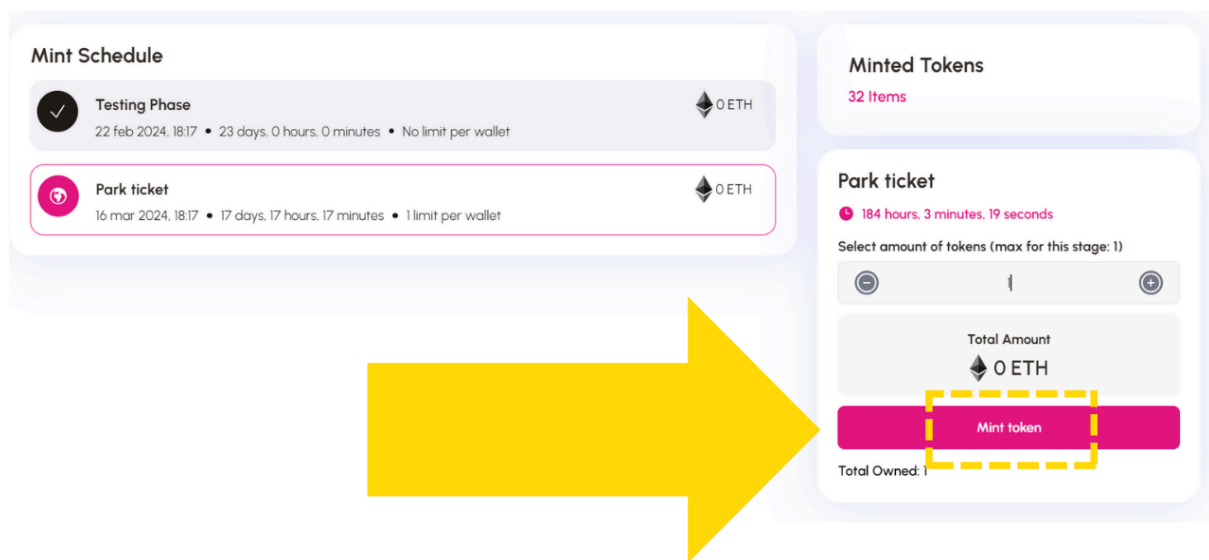 Mint Schedule
Testing Phase
0 ETH
22 feb 2024, 18:17 • 23 days, 0 hours, 0 minutes • No limit per wallet
Park ticket
0 ETH
16 mar 2024, 18:17 • 17 days, 17 hours, 17 minutes • 1 limit per wallet
Minted Tokens
32 Items
Park ticket
184 hours, 3 minutes, 19 seconds
Select amount of tokens (max for this stage: 1)
1
Total Amount
0 ETH
Mint token
Total Owned: 1